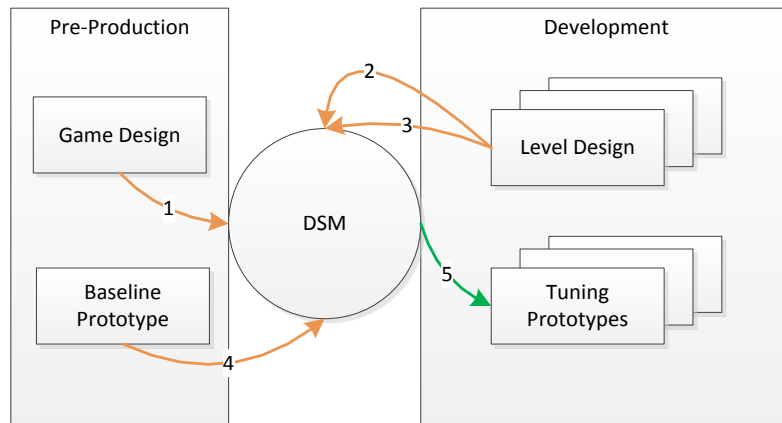 Pre-Production
Development
Game Design
1
Baseline
Prototype
4
DSM
2
3
Level Design
5
Tuning
Prototypes